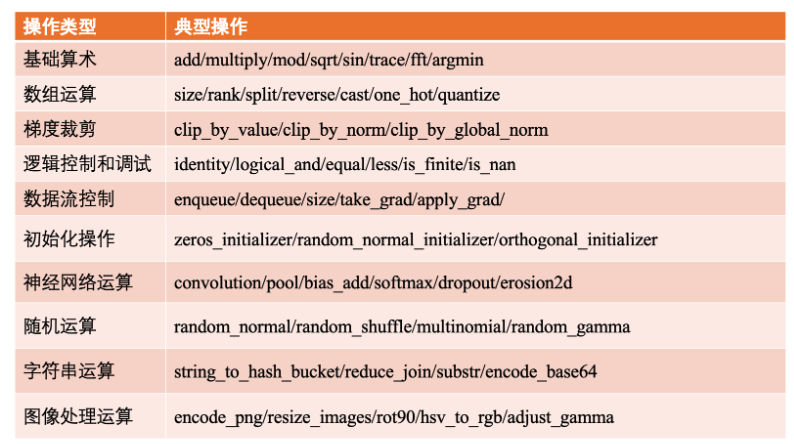 操作类型 典型操作
基础算术 add/multiply/mod/sqrt/sin/trace/fft/argmin
数组运算 size/rank/split/reverse/cast/one_hot/quantize
梯度裁剪 clip_by_value/clip_by_norm/clip_by_global_norm
逻辑控制和调试 identity/logical_and/equal/less/is_finite/is_nan
数据流控制 enqueue/dequeue/size/take_grad/apply_grad/
初始化操作 zeros_initializer/random_normal_initializer/orthogonal_initializer
神经网络运算 convolution/pool/bias_add/softmax/dropout/erosion2d
随机运算 random_normal/random_shuffle/multinomial/random_gamma
字符串运算 string_to_hash_bucket/reduce_join/substr/encode_base64
图像处理运算 encode_png/resize_images/rot90/hsv_to_rgb/adjust_gamma